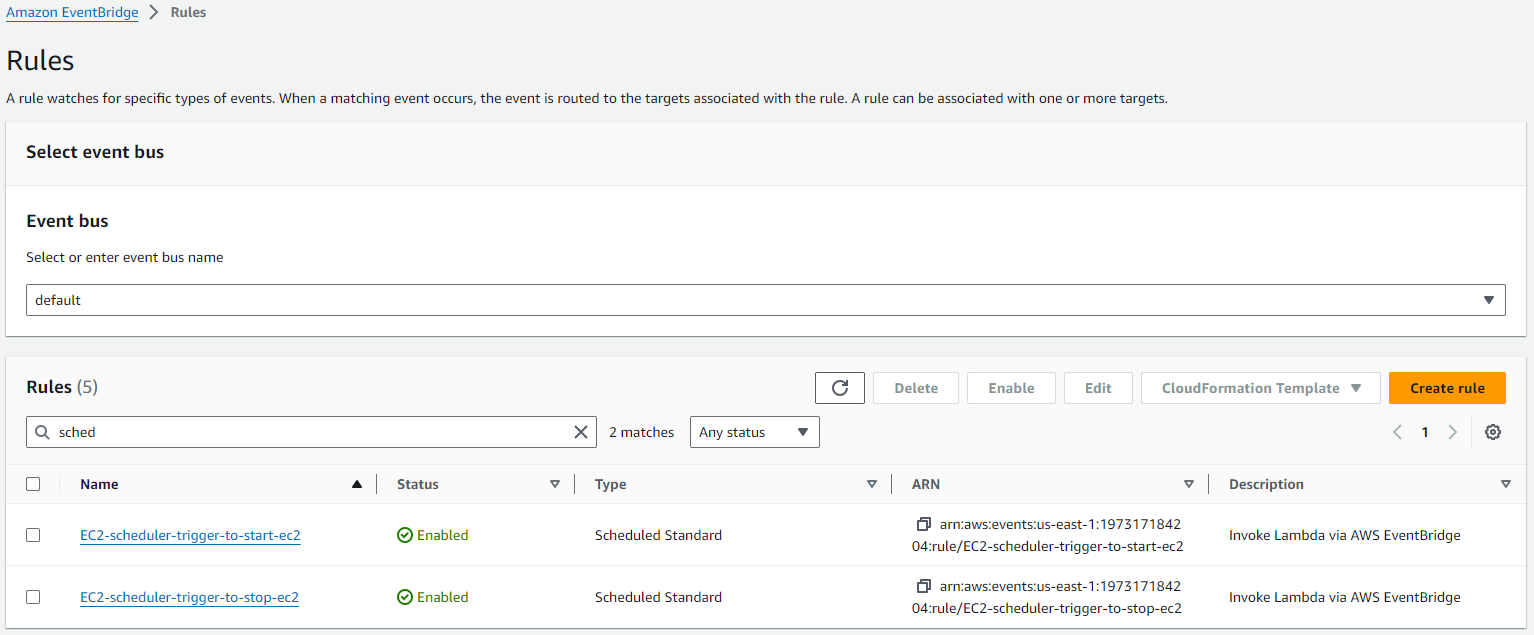 Amazon EventBridge > Rules
Rules
A rule watches for specific types of events. When a matching event occurs, the event is routed to the targets associated with the rule. A rule can be associated with one or more targets.
Select event bus
Event bus
Select or enter event bus name
default
Rules (5) Delete Enable Edit CloudFormation Template Create rule
sched 2 matches Any status 1
Name Status Type ARN Description
EC2-scheduler-trigger-to-start-ec2 Enabled Scheduled Standard arn:aws:events:us-east-1:1973171842 Invoke Lambda via AWS EventBridge
04:rule/EC2-scheduler-trigger-to-start-ec2
EC2-scheduler-trigger-to-stop-ec2 Enabled Scheduled Standard arn:aws:events:us-east-1:1973171842 Invoke Lambda via AWS EventBridge
04:rule/EC2-scheduler-trigger-to-stop-ec2